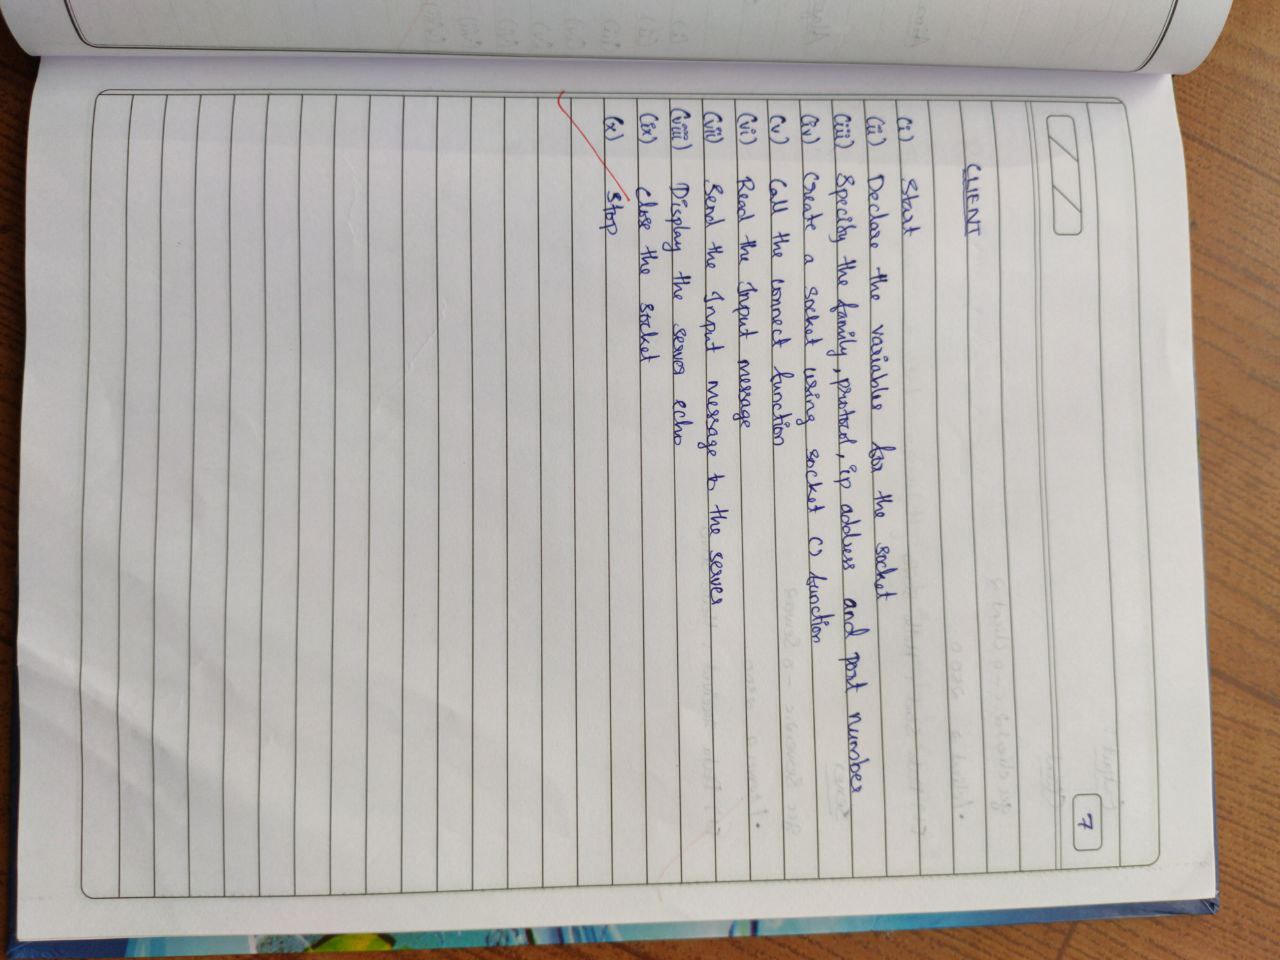 7
CLIENT
(i) Start
(ii) Declare the variables for the socket
(iii) Specify the family, protocol, ip address and port number
(iv) Create a socket using socket () function
(v) Call the connect function
(vi) Read the Input message
(vii) Send the Input message to the server
(viii) Display the server echo
(ix) close the socket
(x) Stop